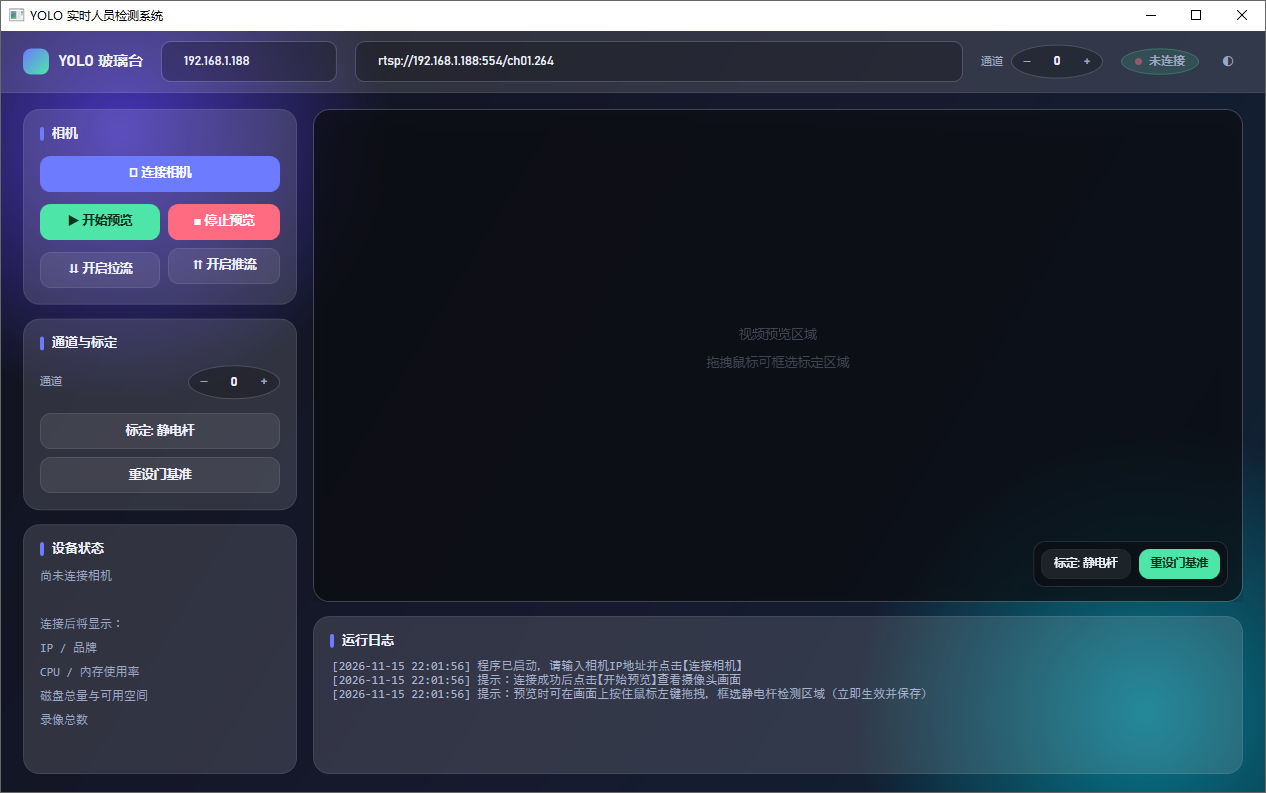 YOLO 实时人员检测系统
YOLO 玻璃台
192.168.1.188
rtsp://192.168.1.188:554/ch01.264
通道
− 0 +
未连接
相机
连接相机
▶ 开始预览
■ 停止预览
⇊ 开启拉流
⇈ 开启推流
通道与标定
通道
− 0 +
标定: 静电杆
重设门基准
设备状态
尚未连接相机
连接后将显示：
IP / 品牌
CPU / 内存使用率
磁盘总量与可用空间
录像总数
视频预览区域
拖拽鼠标可框选标定区域
标定: 静电杆
重设门基准
运行日志
[2026-11-15 22:01:56] 程序已启动，请输入相机IP地址并点击【连接相机】
[2026-11-15 22:01:56] 提示：连接成功后点击【开始预览】查看摄像头画面
[2026-11-15 22:01:56] 提示：预览时可在画面上按住鼠标左键拖拽，框选静电杆检测区域（立即生效并保存）